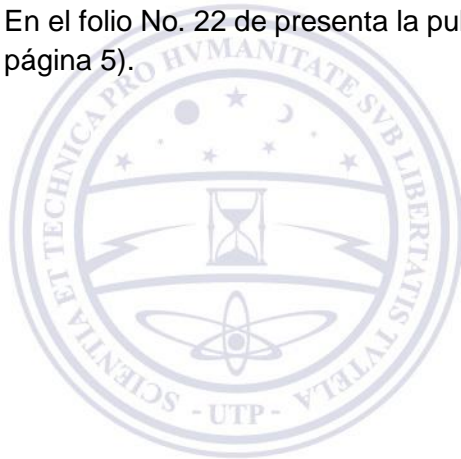 En el folio No. 22 de presenta la pu
página 5).
SCIENTIA ET TECHNICA PRO HVMANITATE SVB LIBERTATIS TVTELA
- UTP -